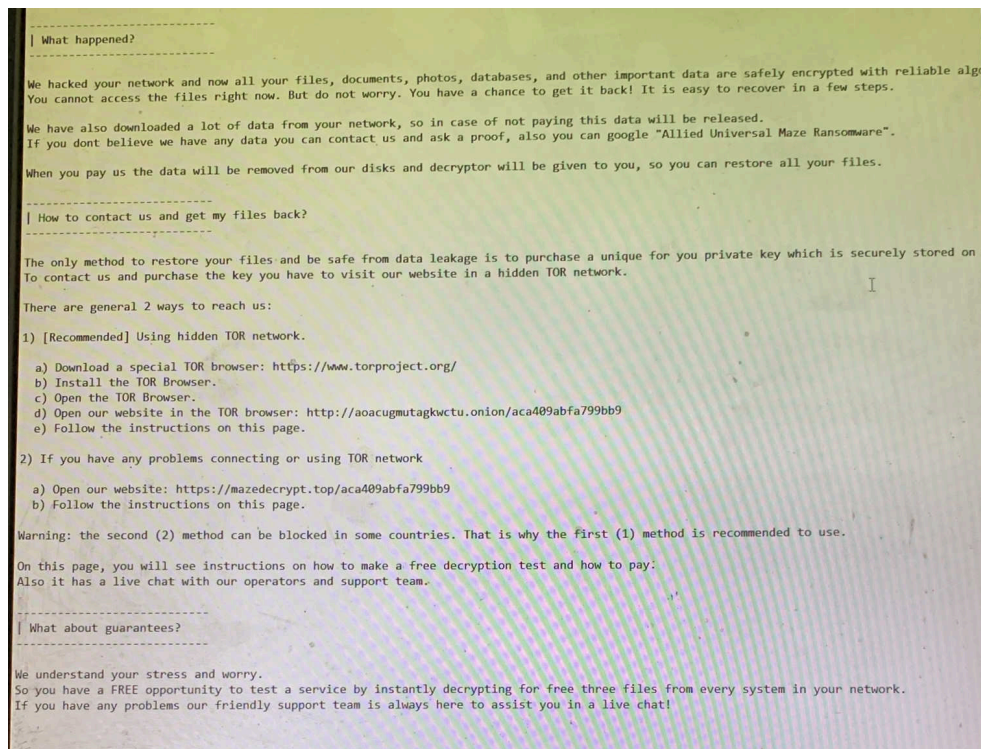 ---------------------------
| What happened?
---------------------------
We hacked your network and now all your files, documents, photos, databases, and other important data are safely encrypted with reliable
You cannot access the files right now. But do not worry. You have a chance to get it back! It is easy to recover in a few steps.
We have also downloaded a lot of data from your network, so in case of not paying this data will be released.
If you dont believe we have any data you can contact us and ask a proof, also you can google "Allied Universal Maze Ransomware".
When you pay us the data will be removed from our disks and decryptor will be given to you, so you can restore all your files.
---------------------------
| How to contact us and get my files back?
---------------------------
The only method to restore your files and be safe from data leakage is to purchase a unique for you private key which is securely stored on
To contact us and purchase the key you have to visit our website in a hidden TOR network.
There are general 2 ways to reach us:
1) [Recommended] Using hidden TOR network.
a) Download a special TOR browser: https://www.torproject.org/
b) Install the TOR Browser.
c) Open the TOR Browser.
d) Open our website in the TOR browser: http://aoacugmutagkwctu.onion/aca409abfa799bb9
e) Follow the instructions on this page.
2) If you have any problems connecting or using TOR network
a) Open our website: https://mazedecrypt.top/aca409abfa799bb9
b) Follow the instructions on this page.
Warning: the second (2) method can be blocked in some countries. That is why the first (1) method is recommended to use.
On this page, you will see instructions on how to make a free decryption test and how to pay.
Also it has a live chat with our operators and support team.
---------------------------
| What about guarantees?
---------------------------
We understand your stress and worry.
So you have a FREE opportunity to test a service by instantly decrypting for free three files from every system in your network.
If you have any problems our friendly support team is always here to assist you in a live chat!